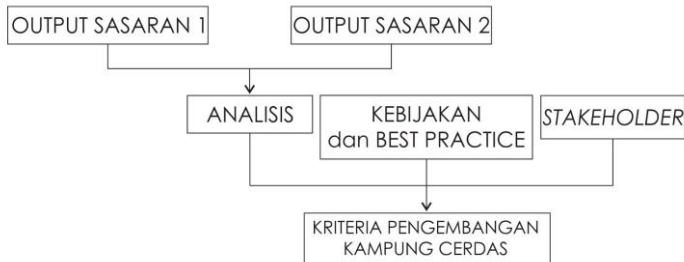 OUTPUT SASARAN 1
OUTPUT SASARAN 2
ANALISIS
KEBIJAKAN
dan BEST PRACTICE
STAKEHOLDER
KRITERIA PENGEMBANGAN
KAMPUNG CERDAS